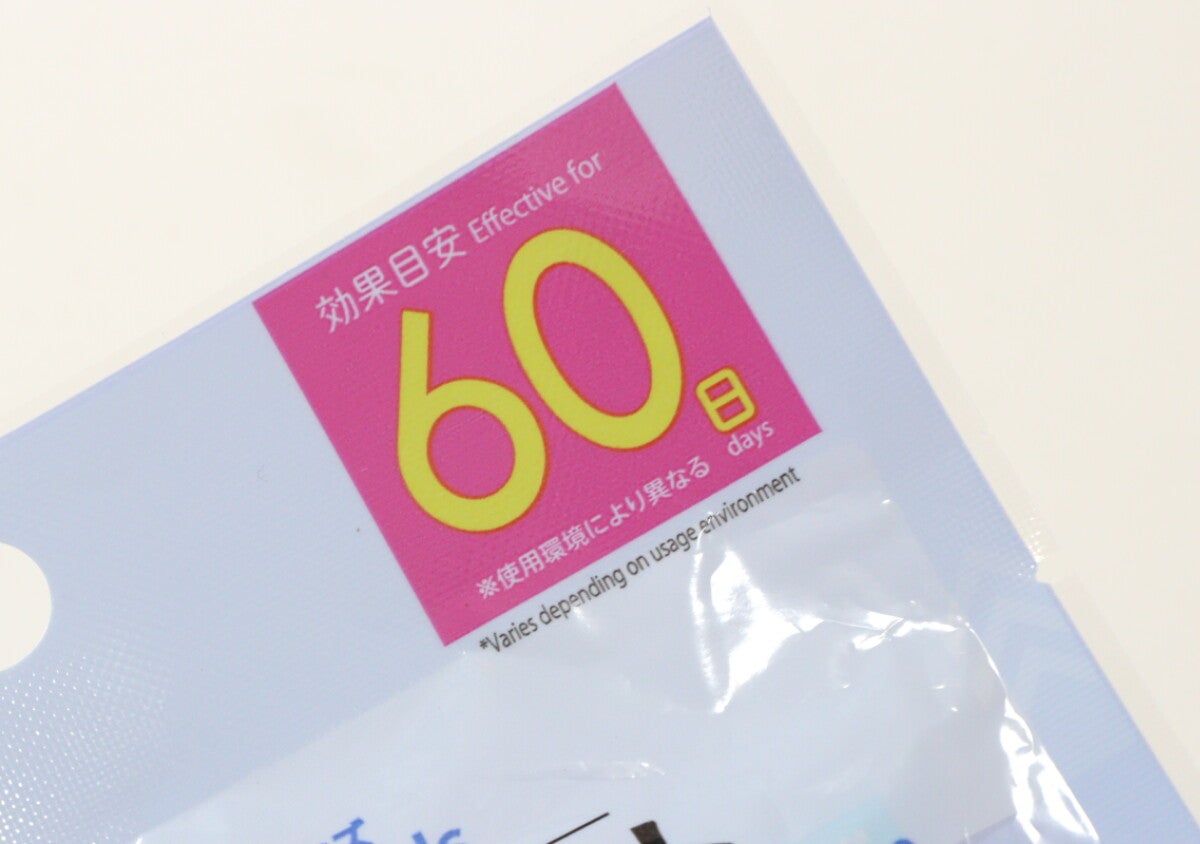 効果目安 Effective for
60日
days
※使用環境により異なる
*Varies depending on usage environment